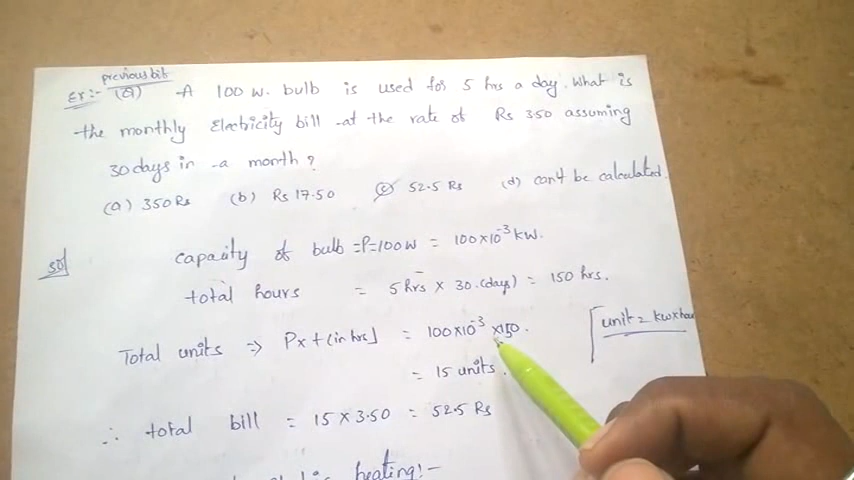 previous bit
Ex:- (Q) A 100 W. bulb is used for 5 hrs a day. What is
the monthly Electricity bill at the rate of Rs 350 assuming
30 days in a month?
(a) 350 Rs (b) Rs 17.50 (c) 52.5 Rs (d) can't be calculated.
Sol capacity of bulb = P = 100 W = 100×10⁻³ kW.
total hours = 5 hrs × 30 (days) = 150 hrs.
Total units ⇒ P×t (in hrs) = 100×10⁻³ ×150. unit = kw×hour
= 15 units.
∴ total bill = 15 × 3.50 = 52.5 Rs
heating:-